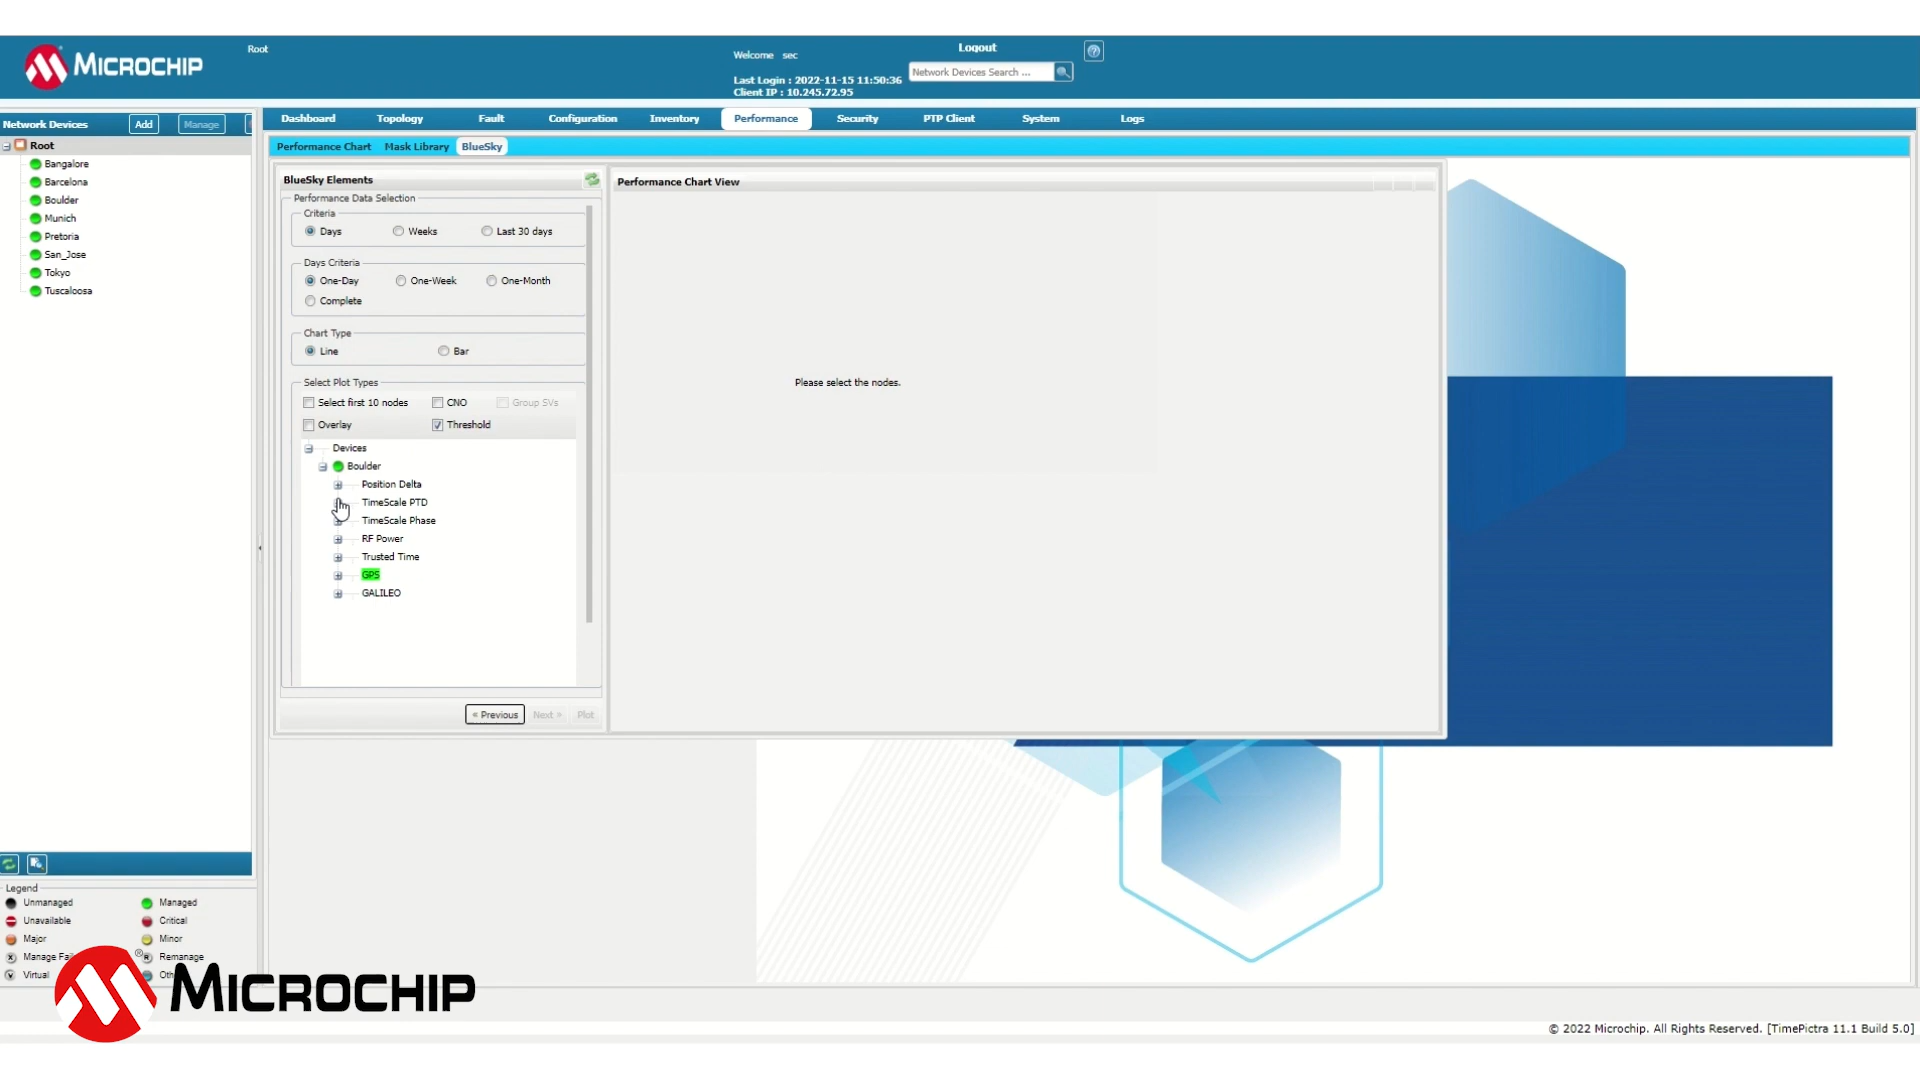 MICROCHIP
Root
Welcome sec
Last Login : 2022-11-15 11:50:36
Client IP : 10.245.72.95
Logout
Network Devices Search ...
Network Devices Add Manage
Dashboard Topology Fault Configuration Inventory Performance Security PTP Client System Logs
Performance Chart Mask Library BlueSky
Root
Bangalore
Barcelona
Boulder
Munich
Pretoria
San_Jose
Tokyo
Tuscaloosa
BlueSky Elements
Performance Data Selection
Criteria
Days Weeks Last 30 days
Days Criteria
One-Day One-Week One-Month
Complete
Chart Type
Line Bar
Select Plot Types
Select first 10 nodes CNO Group SVs
Overlay Threshold
Devices
Boulder
Position Delta
TimeScale PTD
TimeScale Phase
RF Power
Trusted Time
GPS
GALILEO
« Previous Next » Plot
Performance Chart View
Please select the nodes.
Legend
Unmanaged Managed
Unavailable Critical
Major Minor
Manage Fa R Remanage
Virtual Oth
MICROCHIP
© 2022 Microchip. All Rights Reserved. [TimePictra 11.1 Build 5.0]